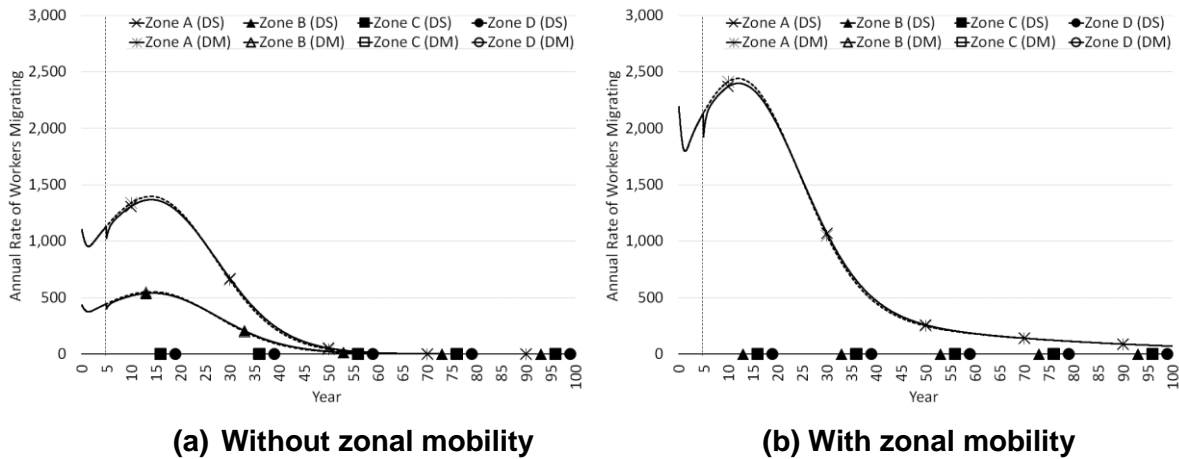 Zone A (DS) Zone B (DS) Zone C (DS) Zone D (DS)
Zone A (DM) Zone B (DM) Zone C (DM) Zone D (DM)
Annual Rate of Workers Migrating
3,000
2,500
2,000
1,500
1,000
500
0
0 5 10 15 20 25 30 35 40 45 50 55 60 65 70 75 80 85 90 95 100
Year
(a) Without zonal mobility
Zone A (DS) Zone B (DS) Zone C (DS) Zone D (DS)
Zone A (DM) Zone B (DM) Zone C (DM) Zone D (DM)
Annual Rate of Workers Migrating
3,000
2,500
2,000
1,500
1,000
500
0
0 5 10 15 20 25 30 35 40 45 50 55 60 65 70 75 80 85 90 95 100
Year
(b) With zonal mobility